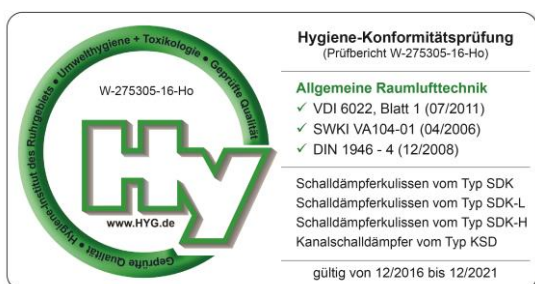 Hygiene-Institut des Ruhrgebiets • Umwelthygiene + Toxikologie • Geprüfte Qualität •
Geprüfte Qualität •
W-275305-16-Ho
Hy
www.HYG.de
Hygiene-Konformitätsprüfung
(Prüfbericht W-275305-16-Ho)
Allgemeine Raumlufttechnik
✓ VDI 6022, Blatt 1 (07/2011)
✓ SWKI VA104-01 (04/2006)
✓ DIN 1946 - 4 (12/2008)
Schalldämpferkulissen vom Typ SDK
Schalldämpferkulissen vom Typ SDK-L
Schalldämpferkulissen vom Typ SDK-H
Kanalschalldämpfer vom Typ KSD
gültig von 12/2016 bis 12/2021